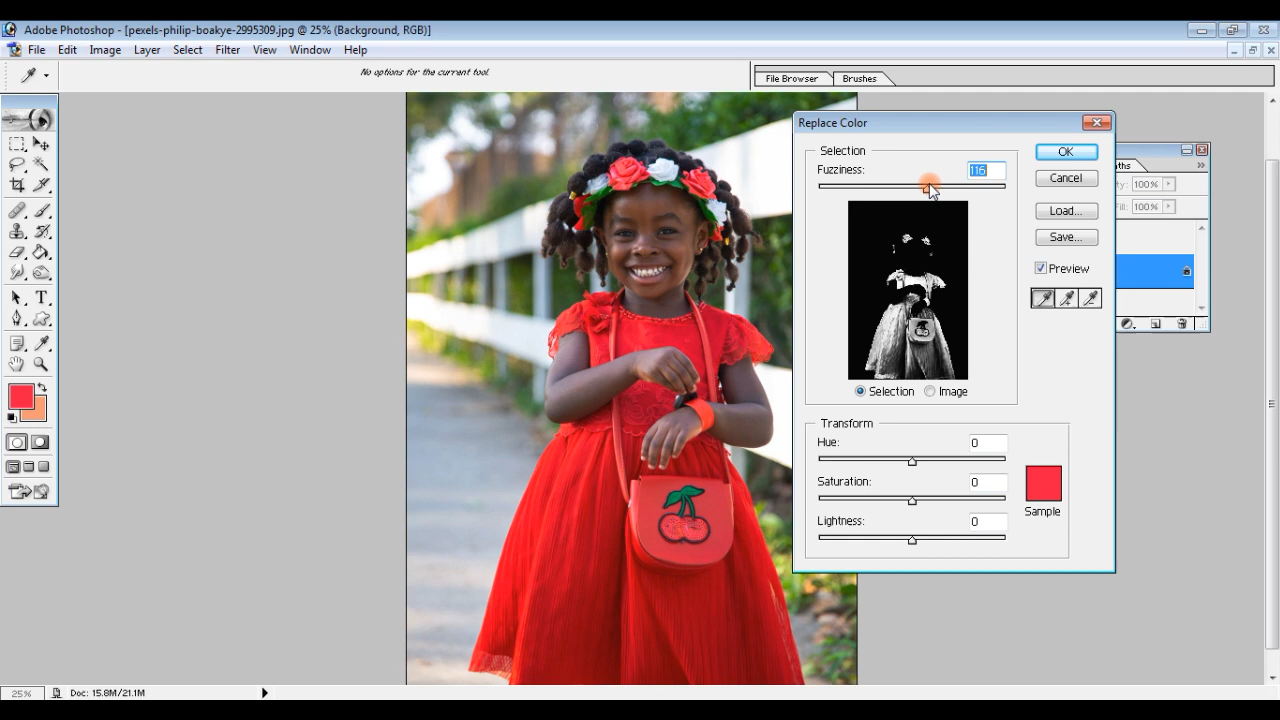 Adobe Photoshop - [pexels-philip-boakye-2995309.jpg @ 25% (Background, RGB)]
File Edit Image Layer Select Filter View Window Help
No options for the current tool.
File Browser Brushes
Replace Color
Selection
Fuzziness: 116
OK
Cancel
Load...
Save...
Preview
Selection Image
Transform
Hue: 0
Saturation: 0
Lightness: 0
Sample
ths
ty: 100%
Fill: 100%
T
25% Doc: 15.8M/21.1M